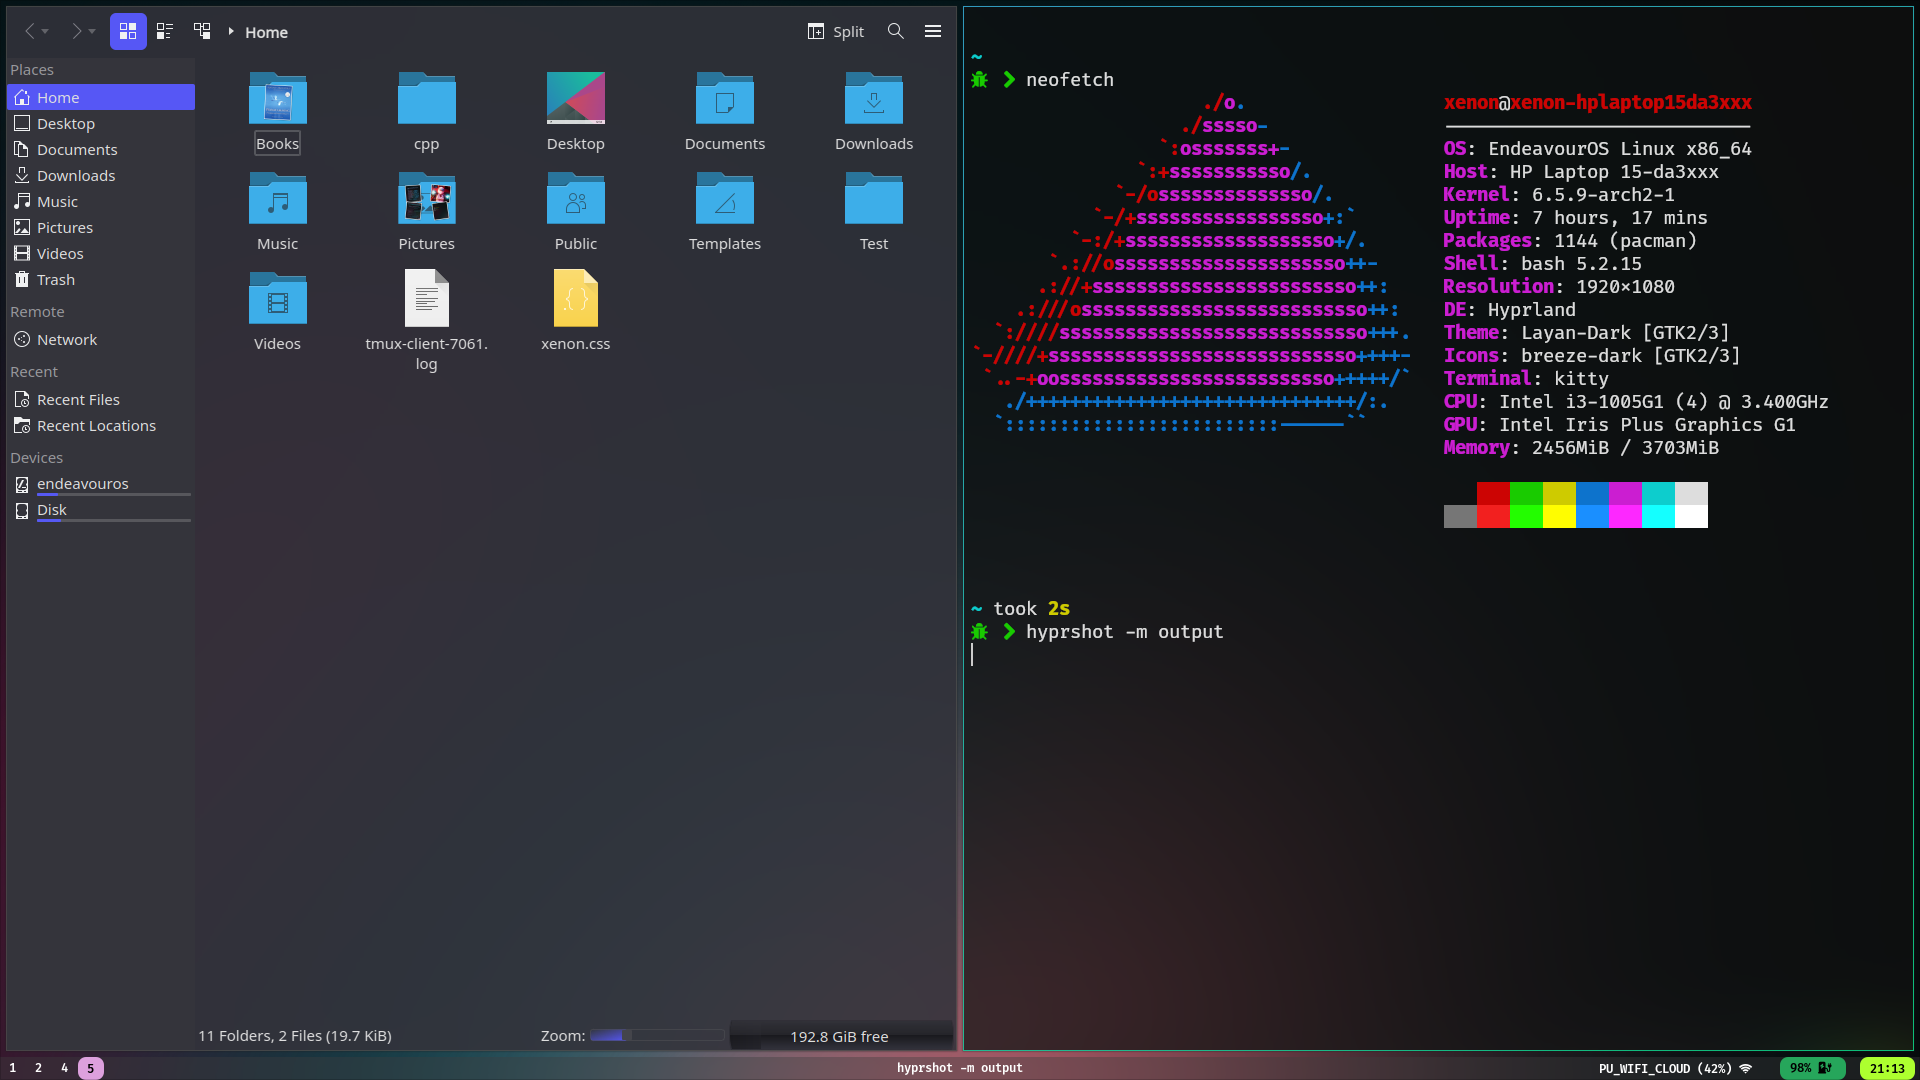 Home
Split
Places
Home
Desktop
Documents
Downloads
Music
Pictures
Videos
Trash
Remote
Network
Recent
Recent Files
Recent Locations
Devices
endeavouros
Disk
Books
cpp
Desktop
Documents
Downloads
Music
Pictures
Public
Templates
Test
Videos
tmux-client-7061.
log
xenon.css
11 Folders, 2 Files (19.7 KiB)
Zoom:
192.8 GiB free
~
❯ neofetch
./o.
./sssso-
`:osssssss+-
`:+sssssssssso/.
`-/ossssssssssssso/.
`-/+sssssssssssssssso+:`
`-:/+sssssssssssssssssso+/.
`.://osssssssssssssssssssso++-
.://+ssssssssssssssssssssssso++:
.:///ossssssssssssssssssssssssso++:
`:////ssssssssssssssssssssssssssso+++.
`-////+ssssssssssssssssssssssssssso++++-
`..-+oosssssssssssssssssssssssso+++++/`
./++++++++++++++++++++++++++++++/:.
`:::::::::::::::::::::::::------``
xenon@xenon-hplaptop15da3xxx
OS: EndeavourOS Linux x86_64
Host: HP Laptop 15-da3xxx
Kernel: 6.5.9-arch2-1
Uptime: 7 hours, 17 mins
Packages: 1144 (pacman)
Shell: bash 5.2.15
Resolution: 1920×1080
DE: Hyprland
Theme: Layan-Dark [GTK2/3]
Icons: breeze-dark [GTK2/3]
Terminal: kitty
CPU: Intel i3-1005G1 (4) @ 3.400GHz
GPU: Intel Iris Plus Graphics G1
Memory: 2456MiB / 3703MiB
~ took 2s
❯ hyprshot -m output
1 2 4 5
hyprshot -m output
PU_WIFI_CLOUD (42%)
98%
21:13